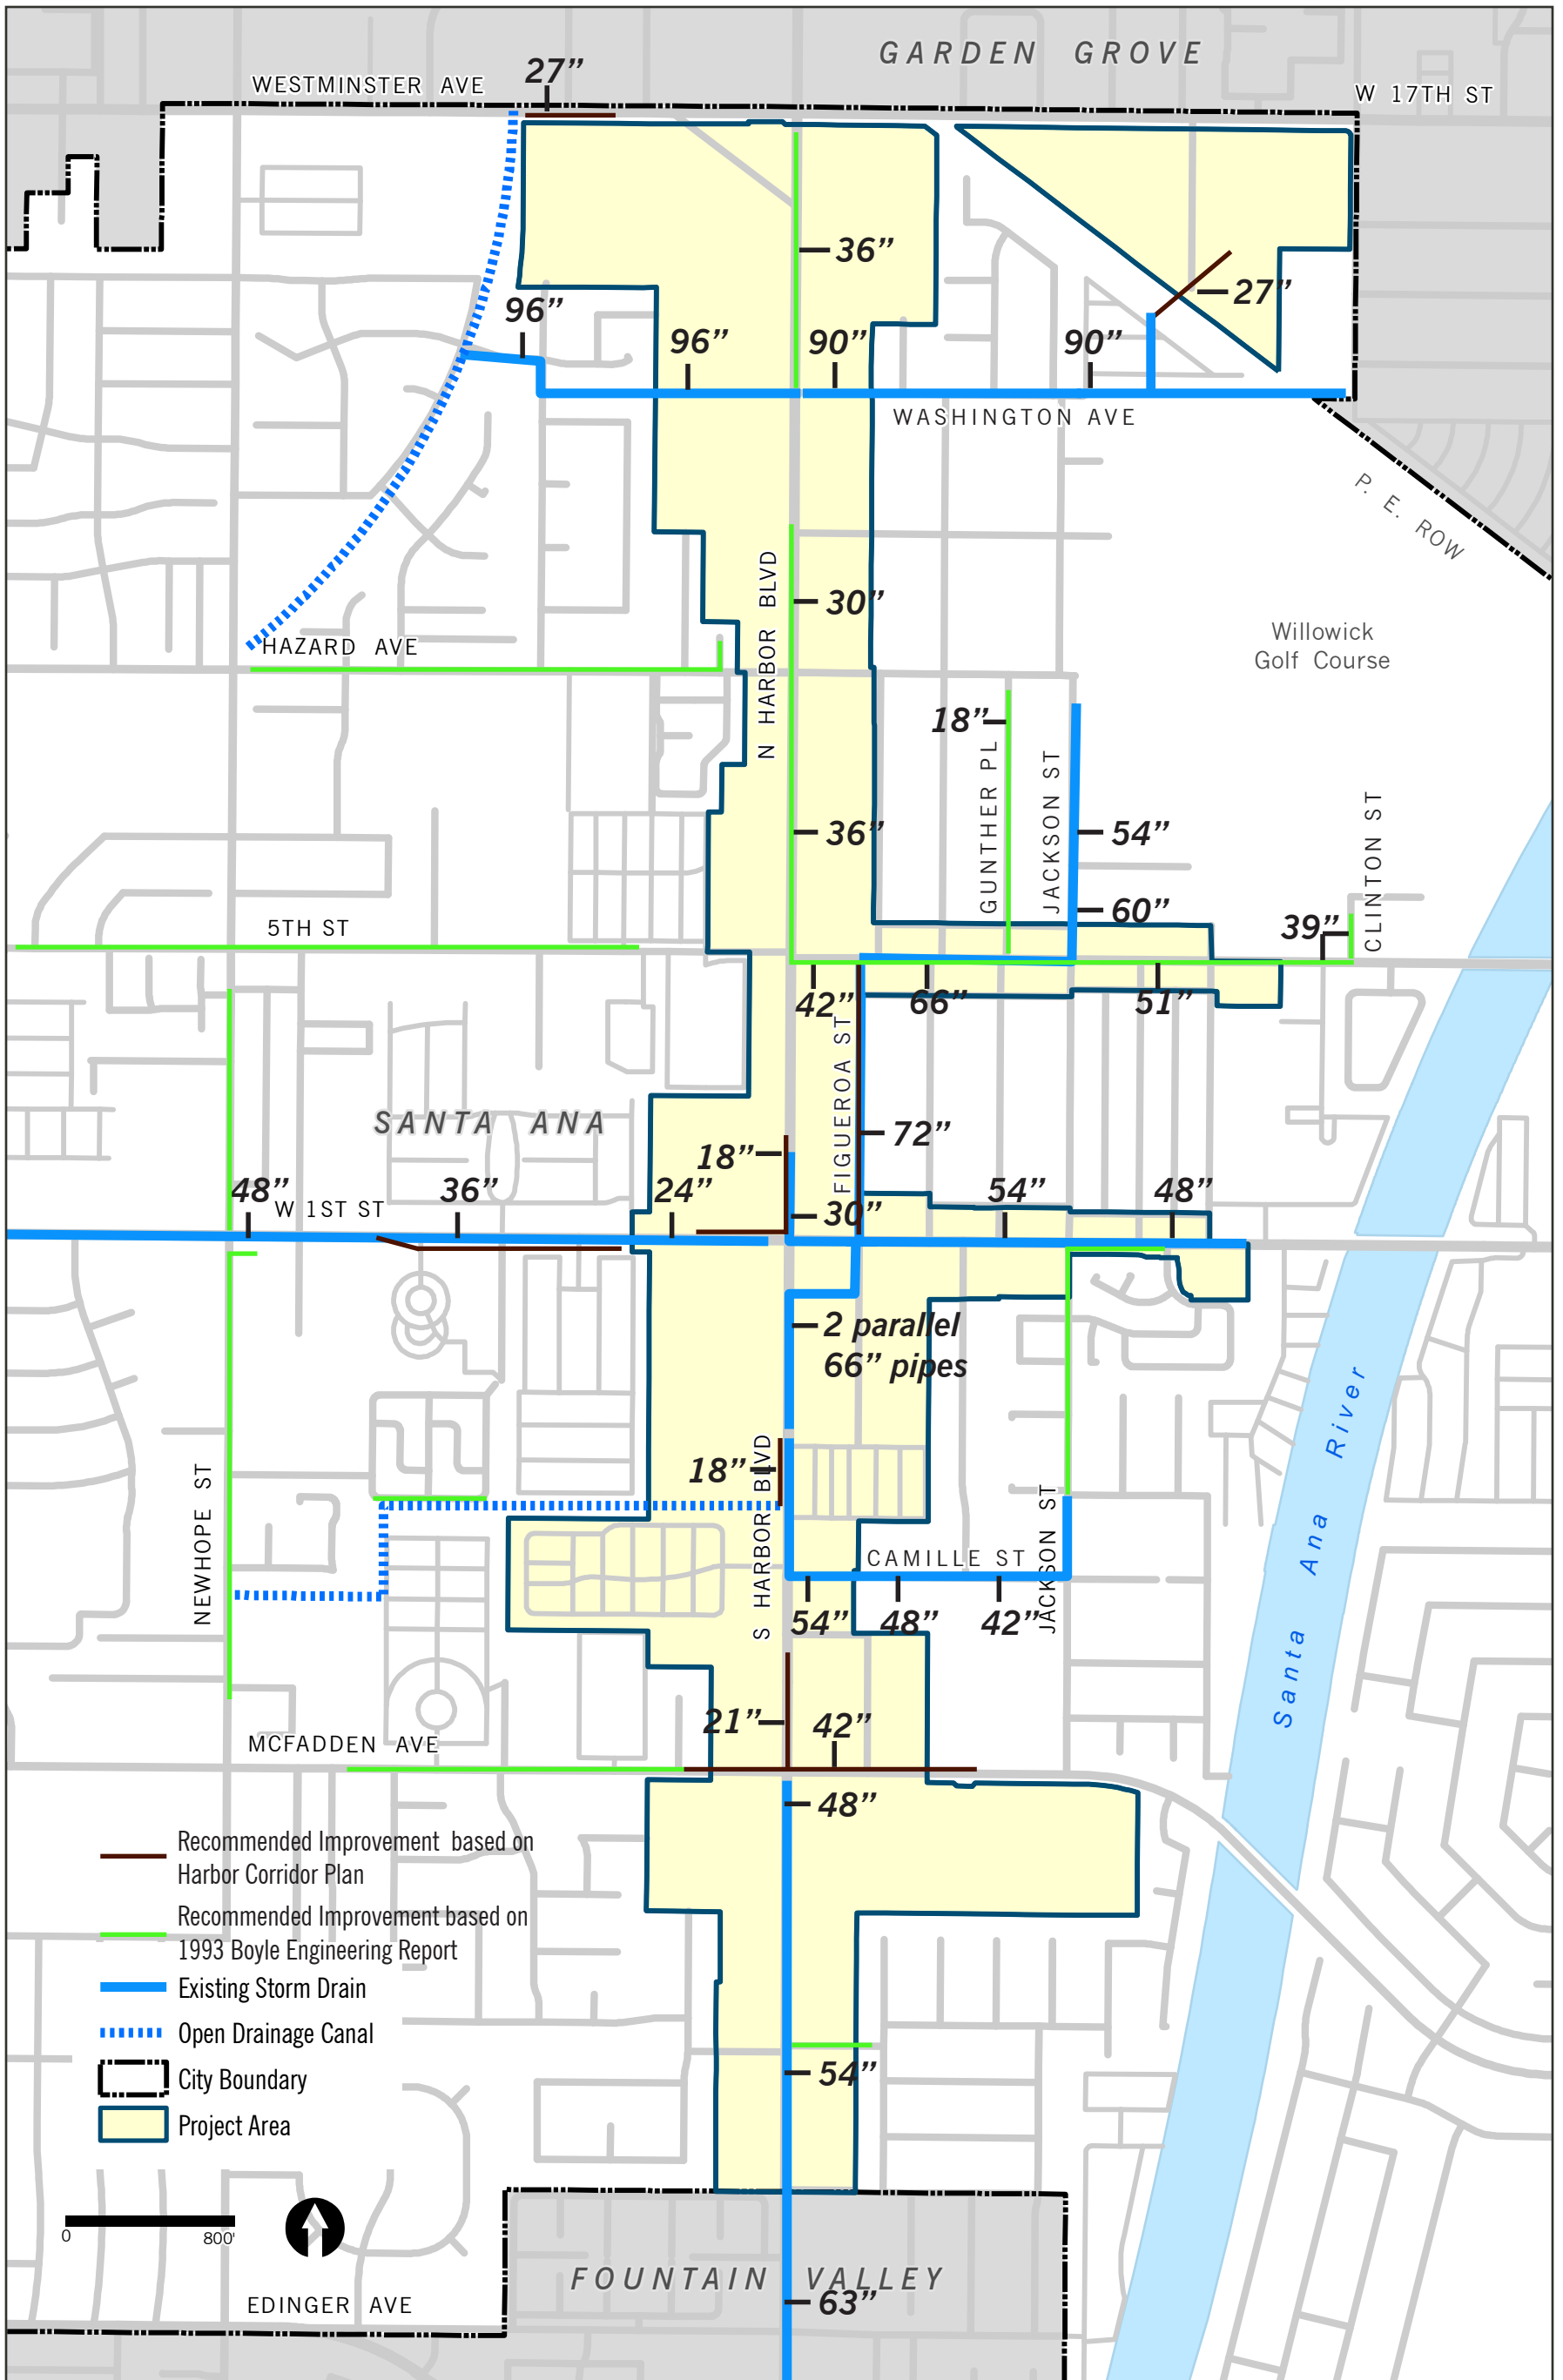 GARDEN GROVE
27”
WESTMINSTER AVE
W 17TH ST
36”
27”
96”
96”
90”
90”
WASHINGTON AVE
P. E. ROW
N HARBOR BLVD
30”
Willowick
Golf Course
HAZARD AVE
18”
GUNTHER PL
JACKSON ST
36”
54”
CLINTON ST
60”
39”
5TH ST
42”
66”
51”
FIGUEROA ST
SANTA ANA
72”
18”
48”
W 1ST ST
36”
24”
30”
54”
48”
2 parallel
66” pipes
Santa Ana River
NEWHOPE ST
18”
S HARBOR BLVD
CAMILLE ST
JACKSON ST
54”
48”
42”
21”
42”
MCFADDEN AVE
48”
Recommended Improvement based on
Harbor Corridor Plan
Recommended Improvement based on
1993 Boyle Engineering Report
Existing Storm Drain
Open Drainage Canal
54”
City Boundary
Project Area
0
800'
FOUNTAIN VALLEY
63”
EDINGER AVE